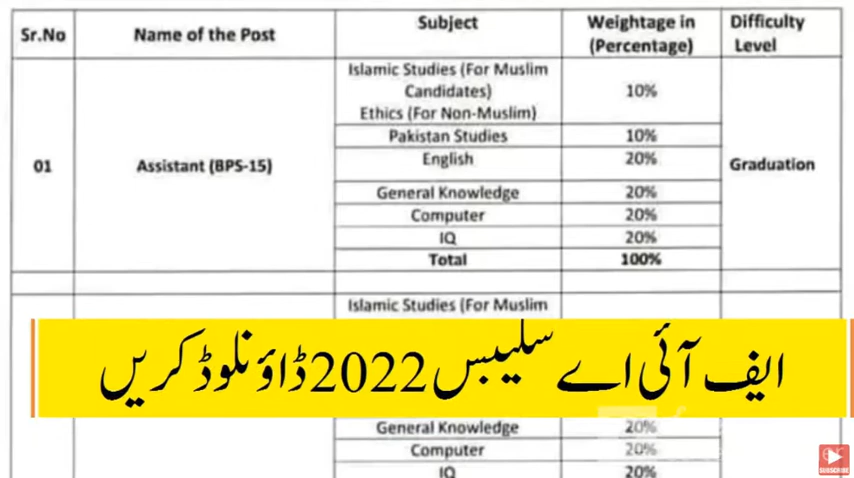 Sr.No Name of the Post Subject Weightage in (Percentage) Difficulty Level
Islamic Studies (For Muslim Candidates) 10%
Ethics (For Non-Muslim)
Pakistan Studies 10%
01 Assistant (BPS-15) English 20% Graduation
General Knowledge 20%
Computer 20%
IQ 20%
Total 100%
Islamic Studies (For Muslim
ایف آئی اے سلیبس 2022 ڈاؤنلوڈ کریں
General Knowledge 20%
Computer 20%
IQ 20%
SUBSCRIBE